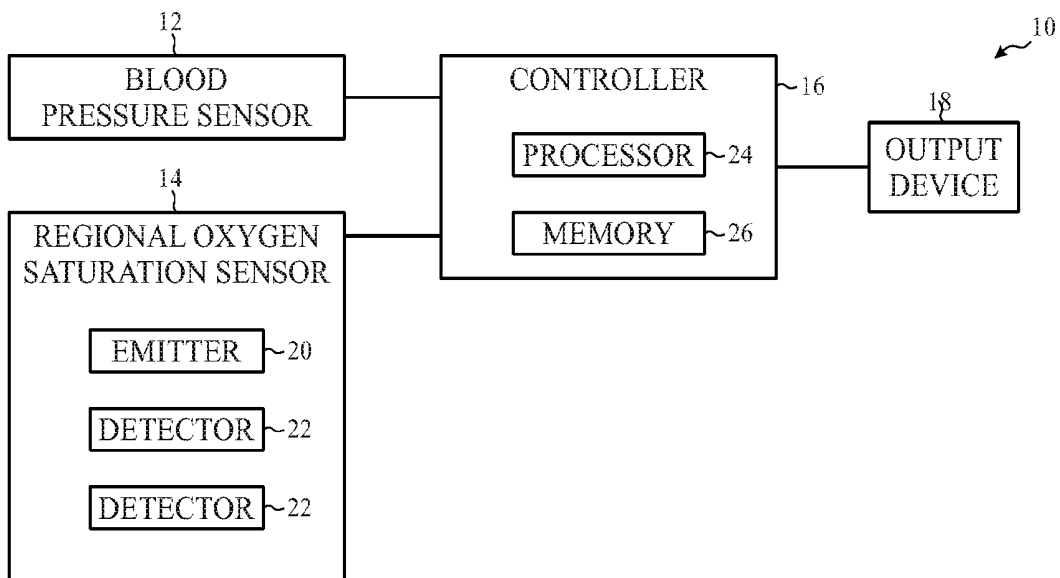 12
BLOOD
PRESSURE SENSOR
14
REGIONAL OXYGEN
SATURATION SENSOR
EMITTER 20
DETECTOR 22
DETECTOR 22
CONTROLLER
16
PROCESSOR 24
MEMORY 26
10
18
OUTPUT
DEVICE